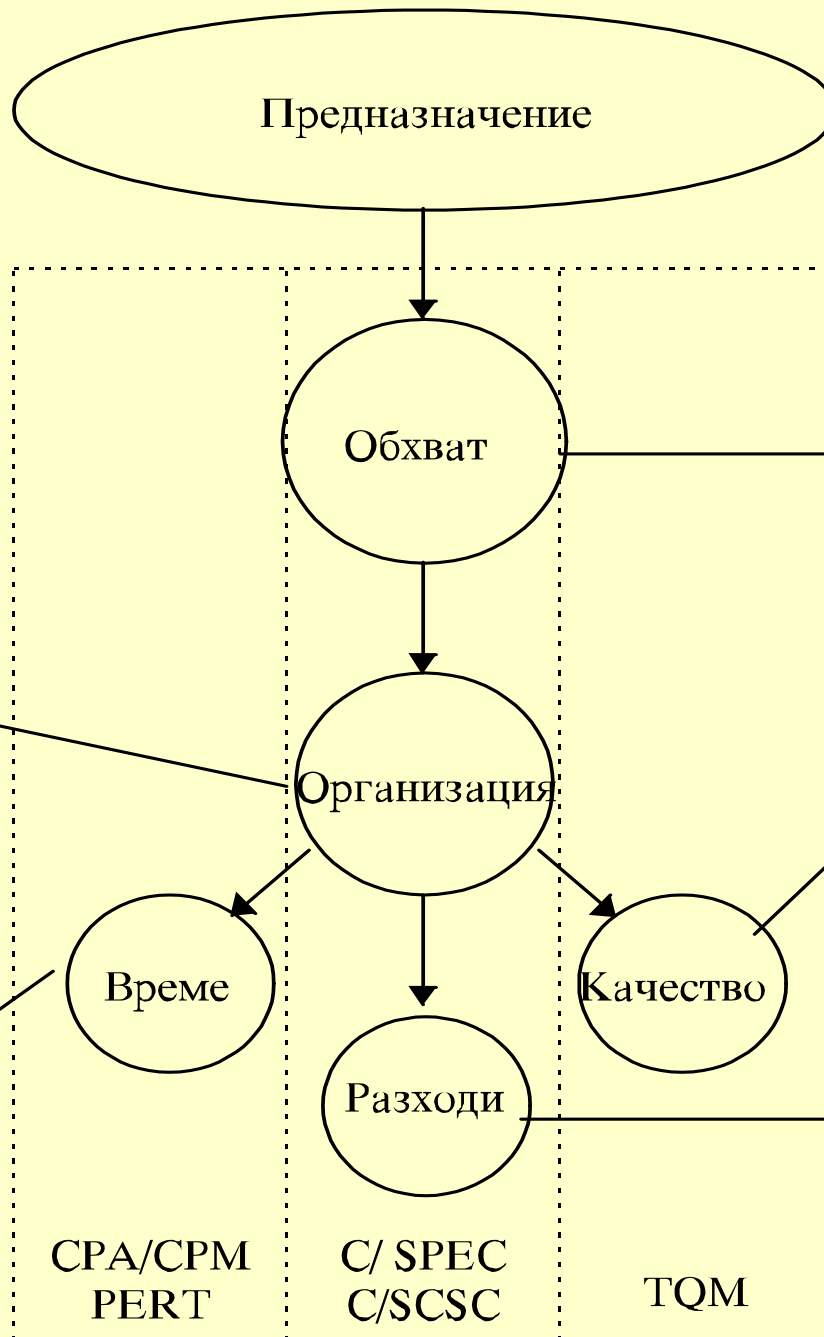 Предназначение
Обхват
Организация
Време
Качество
Разходи
CPA/CPM
PERT
C/ SPEC
C/SCSC
TQM